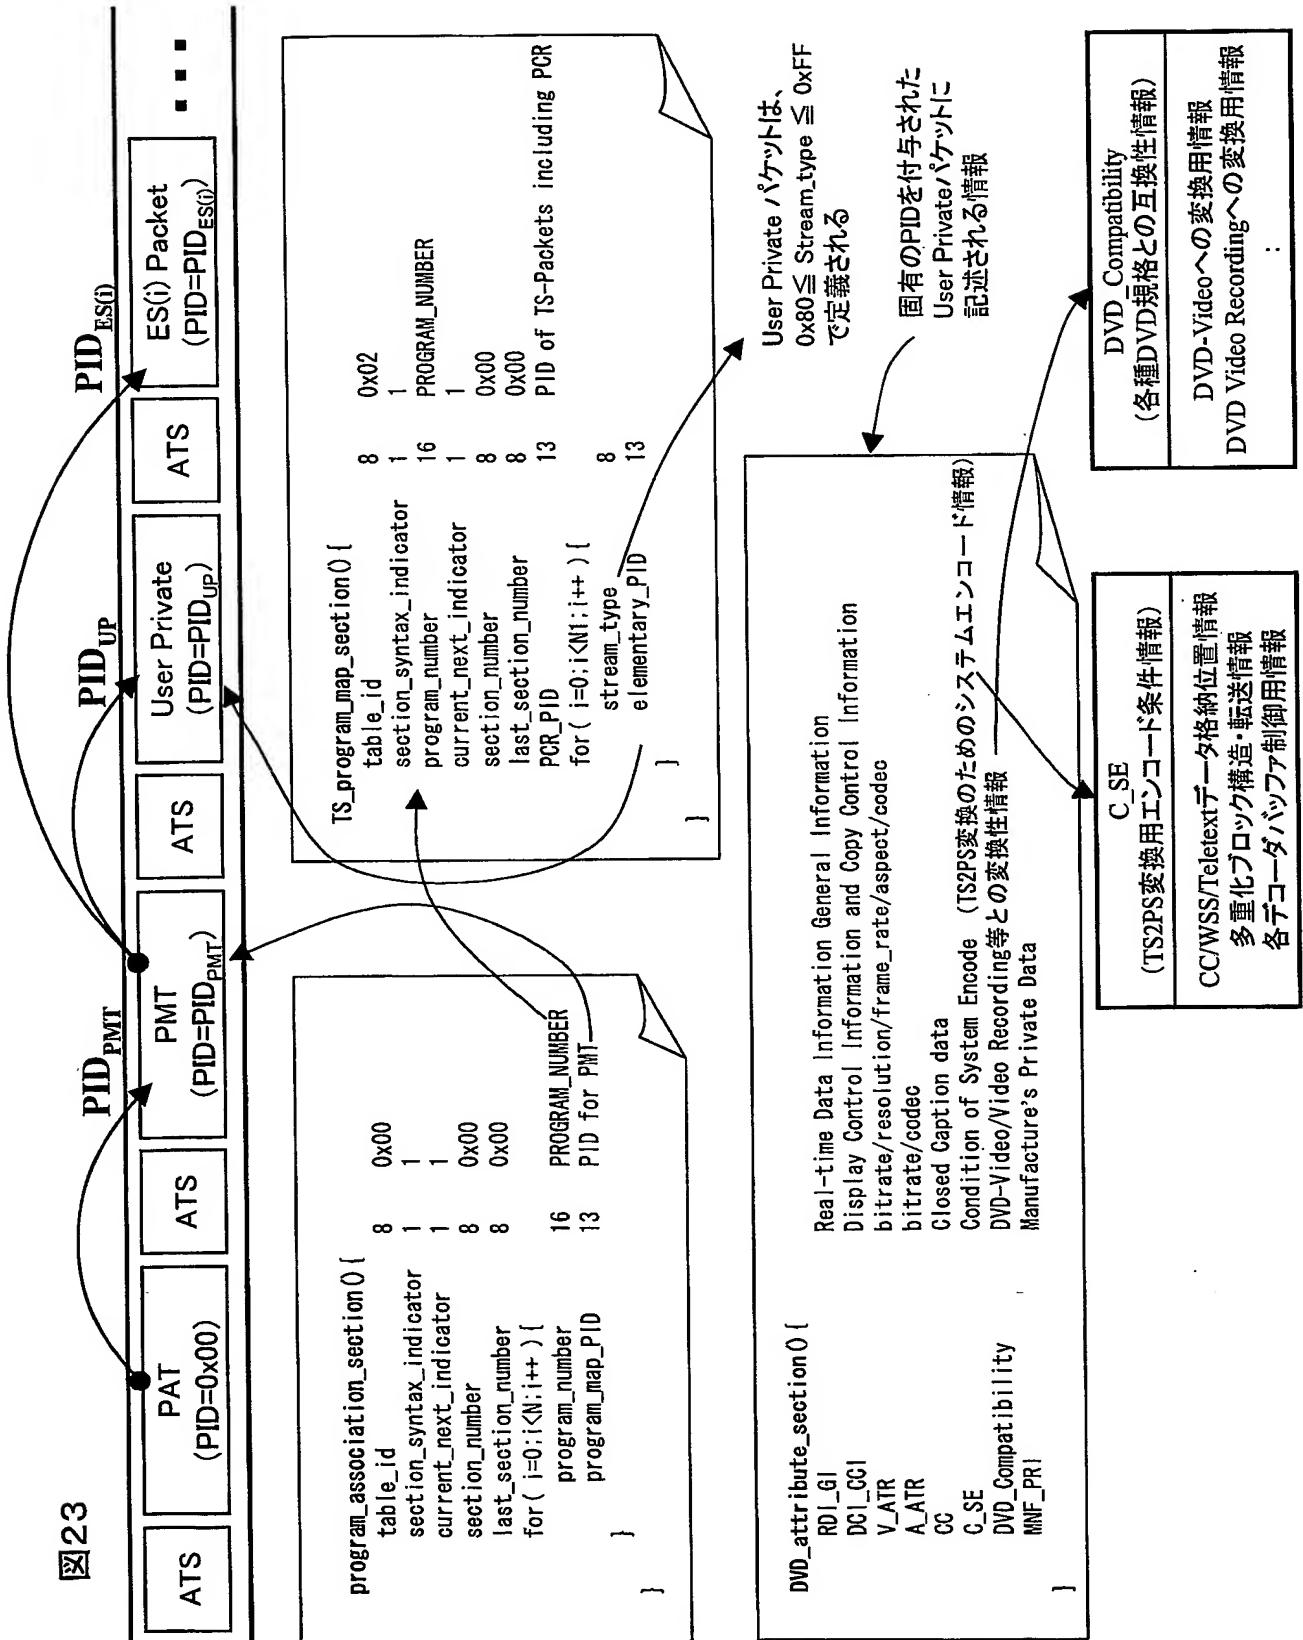 図23
PID_PMT
PID_UP
PID_ES(i)
ATS
PAT
(PID=0x00)
ATS
PMT
(PID=PID_PMT)
ATS
User Private
(PID=PID_UP)
ATS
ES(i) Packet
(PID=PID_ES(i))
...
program_association_section() {
table_id 8 0x00
section_syntax_indicator 1 1
current_next_indicator 1 1
section_number 8 0x00
last_section_number 8 0x00
for( i=0;i<N;i++ ) {
program_number 16 PROGRAM_NUMBER
program_map_PID 13 PID for PMT
}
TS_program_map_section() {
table_id 8 0x02
section_syntax_indicator 1 1
program_number 16 PROGRAM_NUMBER
current_next_indicator 1 1
section_number 8 0x00
last_section_number 8 0x00
PCR_PID 13 PID of TS-Packets including PCR
for( i=0;i<N1;i++ ) {
stream_type 8
elementary_PID 13
}
User Private パケットは、
0x80≦ Stream_type ≦ 0xFF
で定義される
DVD_attribute_section() {
RDI_GI Real-time Data Information General Information
DCI_CCI Display Control Information and Copy Control Information
V_ATR bitrate/resolution/frame_rate/aspect/codec
A_ATR bitrate/codec
CC Closed Caption data
C_SE Condition of System Encode (TS2PS変換のためのシステムエンコード情報)
DVD_Compatibility DVD-Video/Video Recording等との変換性情報
MNF_PRI Manufacture's Private Data
}
固有のPIDを付与された
User Privateパケットに
記述される情報
C_SE
(TS2PS変換用エンコード条件情報)
CC/WSS/Teletextデータ格納位置情報
多重化ブロック構造・転送情報
各デコーダバッファ制御用情報
DVD_Compatibility
(各種DVD規格との互換性情報)
DVD-Videoへの変換用情報
DVD Video Recordingへの変換用情報
: